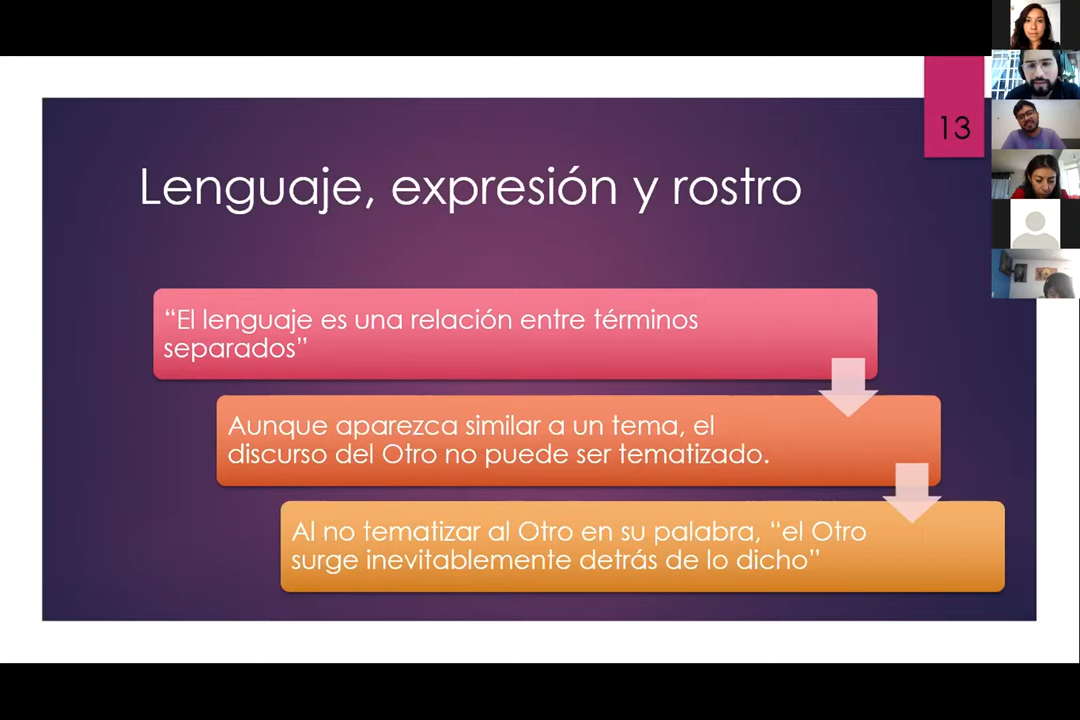 13
Lenguaje, expresión y rostro
“El lenguaje es una relación entre términos
separados”
Aunque aparezca similar a un tema, el
discurso del Otro no puede ser tematizado.
Al no tematizar al Otro en su palabra, “el Otro
surge inevitablemente detrás de lo dicho”